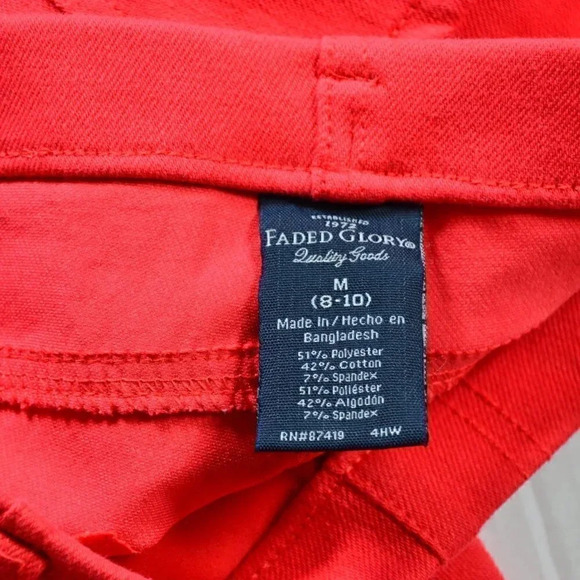 ESTABLISHED
1972
FADED GLORY®
Quality Goods
M
(8-10)
Made in/Hecho en
Bangladesh
51% Polyester
42% Cotton
7% Spandex
51% Poliéster
42% Algodón
7% Spandex
RN#87419 4HW